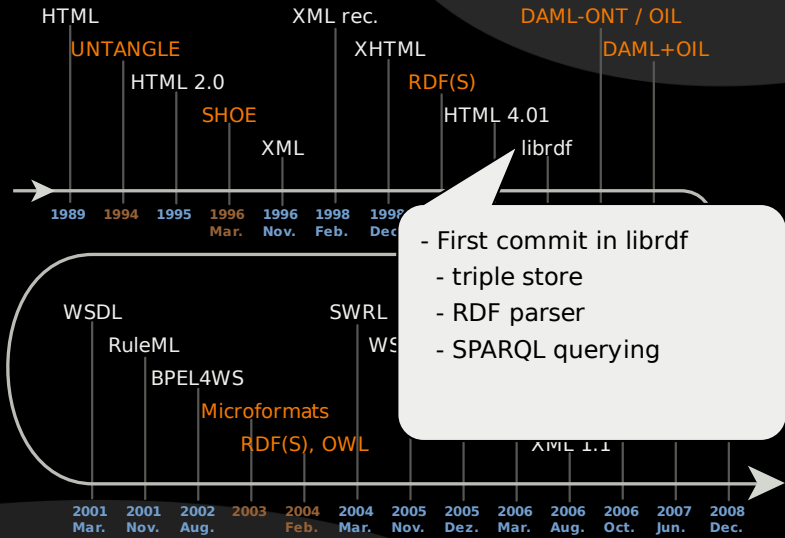 HTML
XML rec.
DAML-ONT / OIL
UNTANGLE
XHTML
DAML+OIL
HTML 2.0
RDF(S)
SHOE
HTML 4.01
XML
librdf
1989 1994 1995 1996 Mar. 1996 Nov. 1998 Feb. 1998 Dec
- First commit in librdf
- triple store
- RDF parser
- SPARQL querying
WSDL
SWRL
RuleML
WS
BPEL4WS
Microformats
RDF(S), OWL
XML 1.1
2001 Mar. 2001 Nov. 2002 Aug. 2003 2004 Feb. 2004 Mar. 2005 Nov. 2005 Dez. 2006 Mar. 2006 Aug. 2006 Oct. 2007 Jun. 2008 Dec.